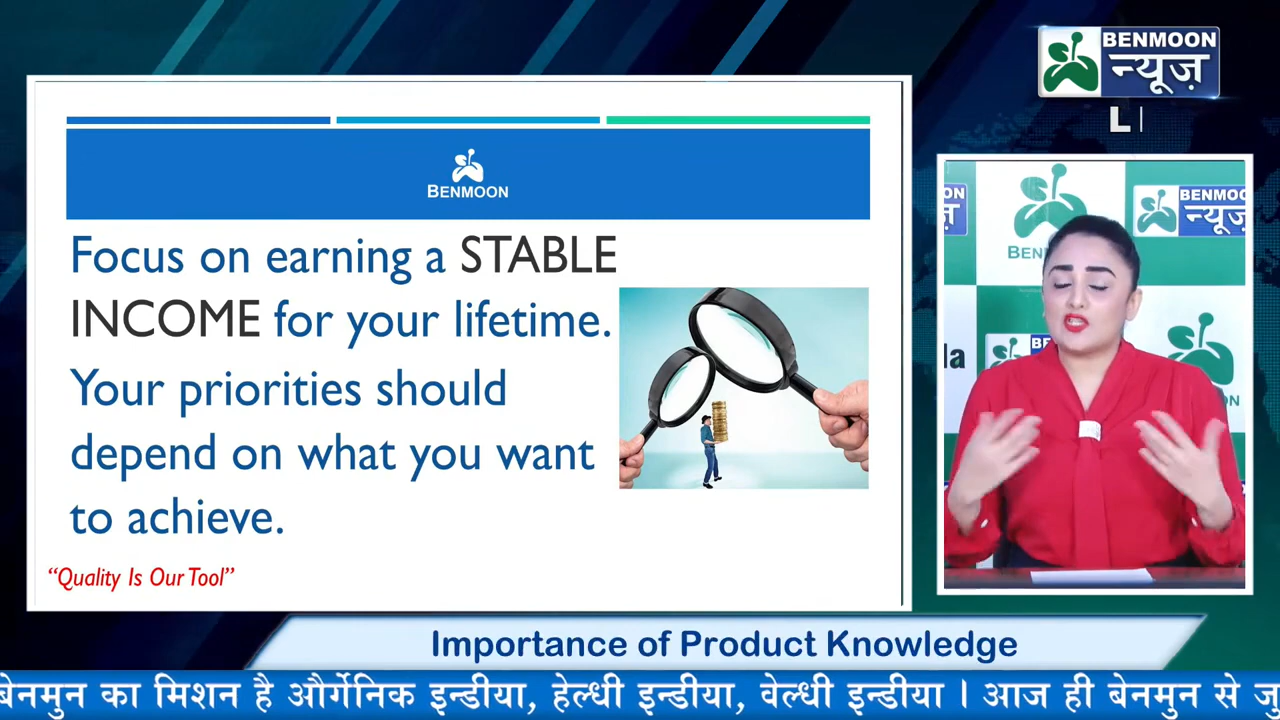 BENMOON
न्यूज़
L
BENMOON
Focus on earning a STABLE
INCOME for your lifetime.
Your priorities should
depend on what you want
to achieve.
“Quality Is Our Tool”
BENMOON
न्यूज़
Importance of Product Knowledge
बेनमुन का मिशन है और्गेनिक इन्डीया, हेल्धी इन्डीया, वेल्धी इन्डीया । आज ही बेनमुन से